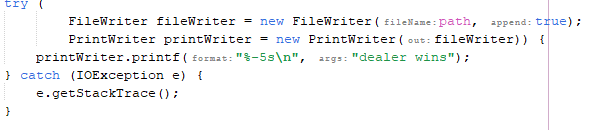 try (
FileWriter fileWriter = new FileWriter( fileName: path, append: true);
PrintWriter printWriter = new PrintWriter( out: fileWriter)) {
printWriter.printf( format: "%-5s\n", args: "dealer wins");
} catch (IOException e) {
e.getStackTrace();
}